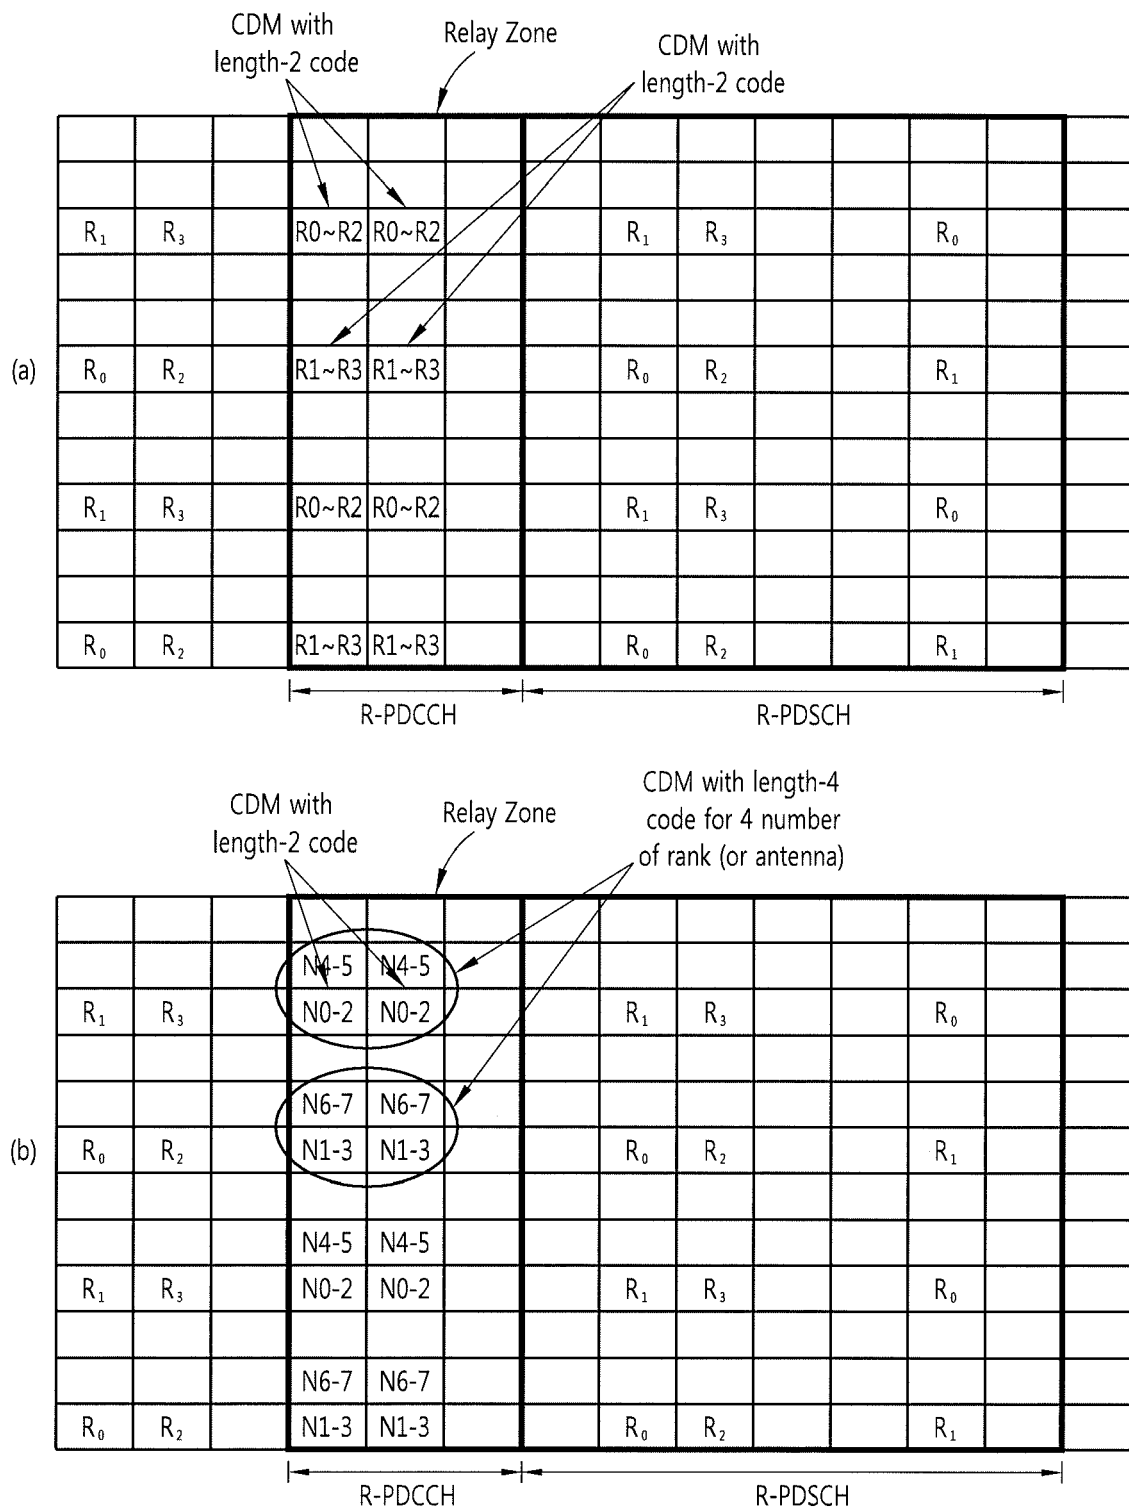 CDM with
length-2 code
Relay Zone
CDM with
length-2 code
R₁ R₃ R0~R2 R0~R2 R₁ R₃ R₀
(a)
R₀ R₂ R1~R3 R1~R3 R₀ R₂ R₁
R₁ R₃ R0~R2 R0~R2 R₁ R₃ R₀
R₀ R₂ R1~R3 R1~R3 R₀ R₂ R₁
R-PDCCH R-PDSCH
CDM with
length-2 code
Relay Zone
CDM with length-4
code for 4 number
of rank (or antenna)
N4-5 N4-5
R₁ R₃ N0-2 N0-2 R₁ R₃ R₀
N6-7 N6-7
(b)
R₀ R₂ N1-3 N1-3 R₀ R₂ R₁
N4-5 N4-5
R₁ R₃ N0-2 N0-2 R₁ R₃ R₀
N6-7 N6-7
R₀ R₂ N1-3 N1-3 R₀ R₂ R₁
R-PDCCH R-PDSCH